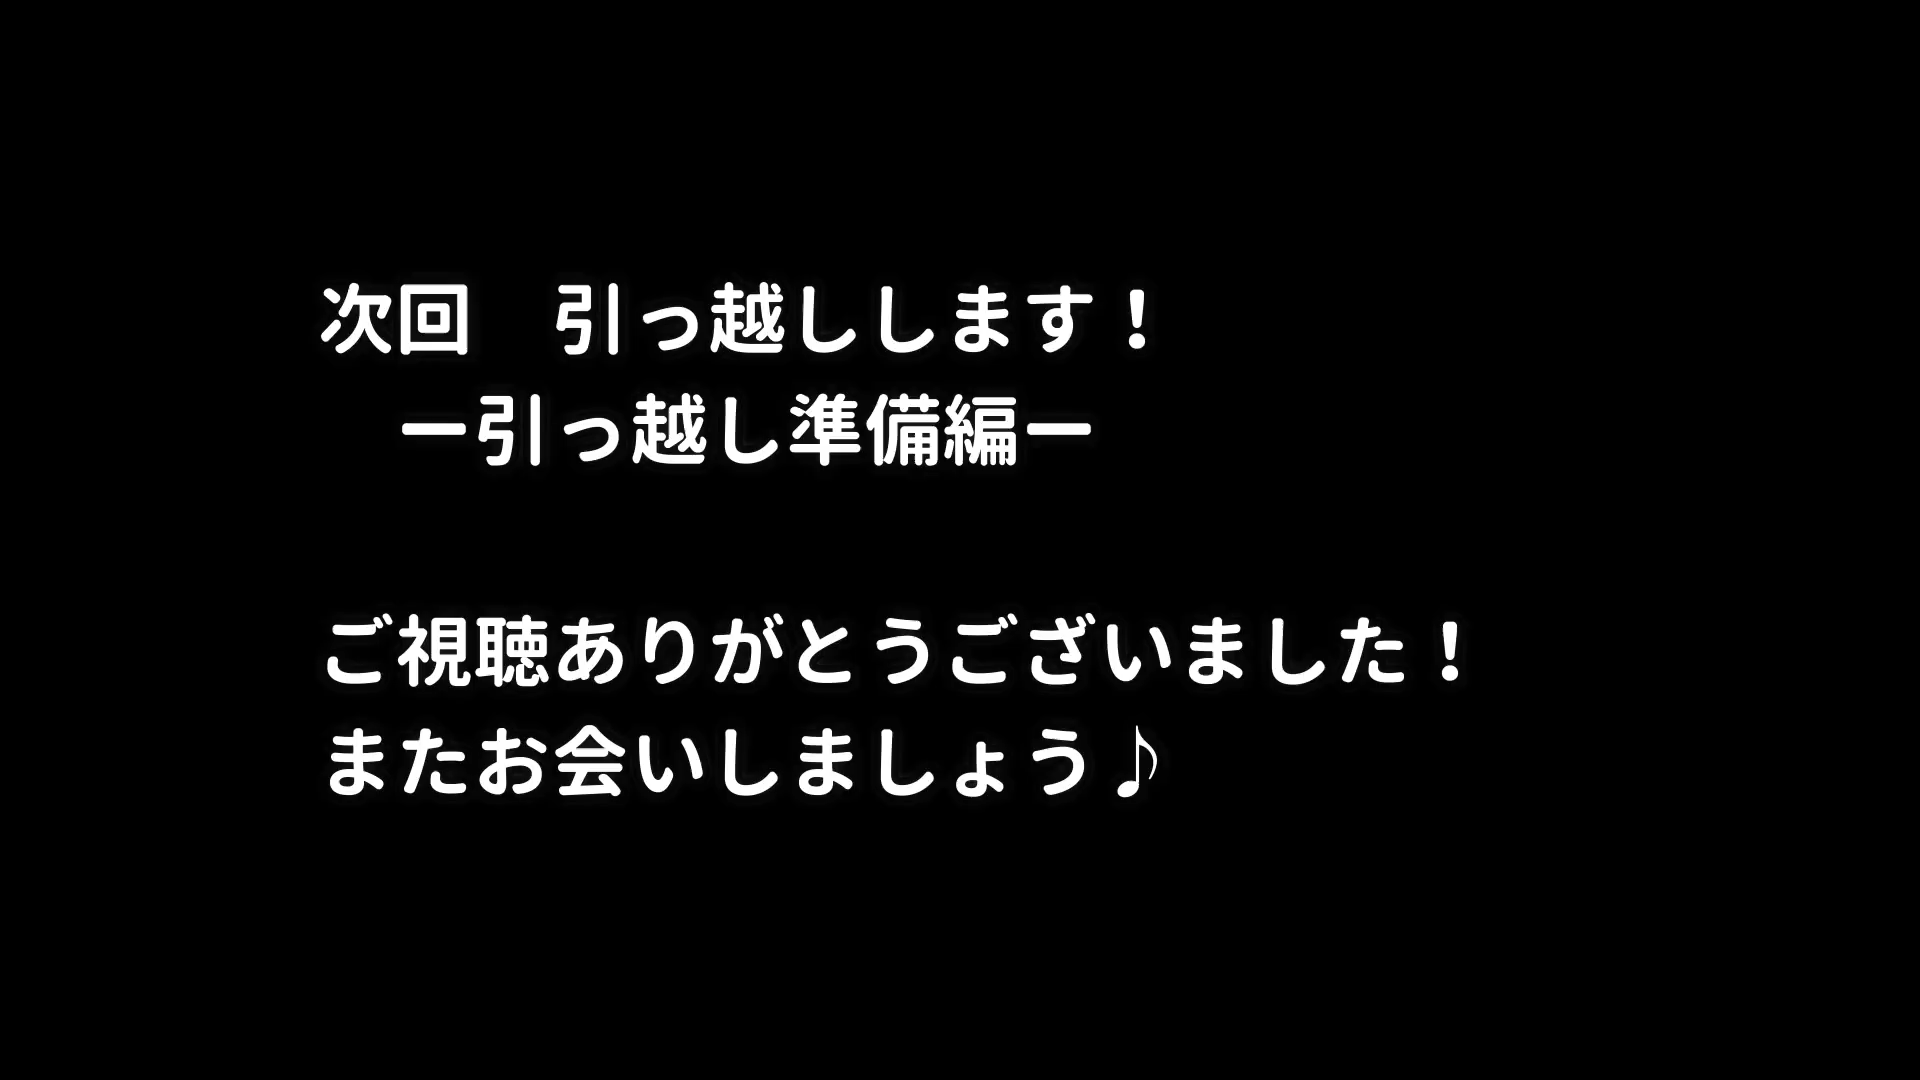 次回　引っ越しします！
ー引っ越し準備編ー
ご視聴ありがとうございました！
またお会いしましょう♪